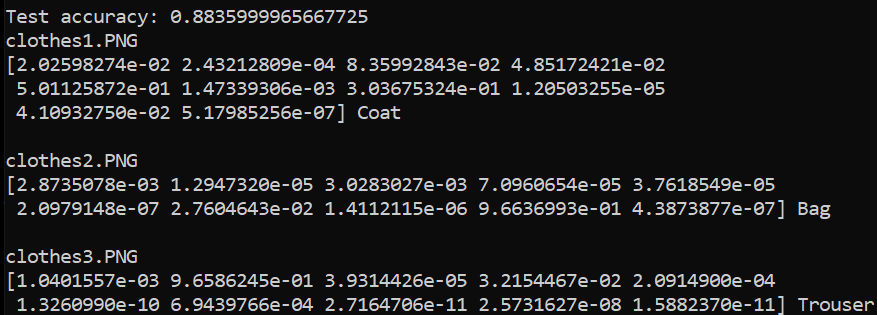 Test accuracy: 0.8835999965667725
clothes1.PNG
[2.02598274e-02 2.43212809e-04 8.35992843e-02 4.85172421e-02
5.01125872e-01 1.47339306e-03 3.03675324e-01 1.20503255e-05
4.10932750e-02 5.17985256e-07] Coat
clothes2.PNG
[2.8735078e-03 1.2947320e-05 3.0283027e-03 7.0960654e-05 3.7618549e-05
2.0979148e-07 2.7604643e-02 1.4112115e-06 9.6636993e-01 4.3873877e-07] Bag
clothes3.PNG
[1.0401557e-03 9.6586245e-01 3.9314426e-05 3.2154467e-02 2.0914900e-04
1.3260990e-10 6.9439766e-04 2.7164706e-11 2.5731627e-08 1.5882370e-11] Trouser